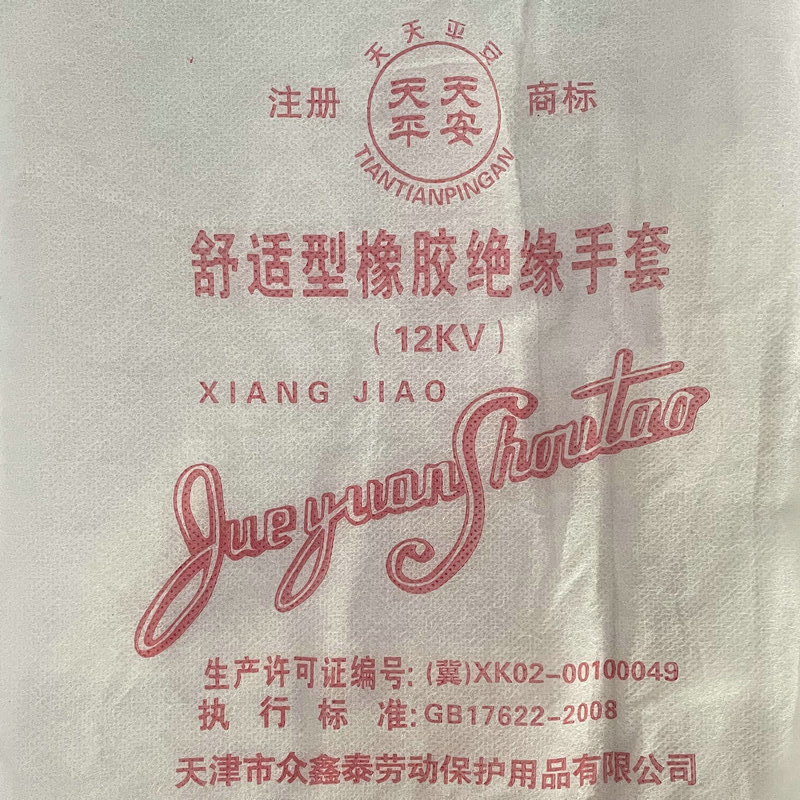 天天平安
注册 天天平安 商标
TIANTIANPINGAN
舒适型橡胶绝缘手套
(12KV)
XIANG JIAO
Jueyuan Shoutao
生产许可证编号:(冀)XK02-00100049
执行标准:GB17622-2008
天津市众鑫泰劳动保护用品有限公司